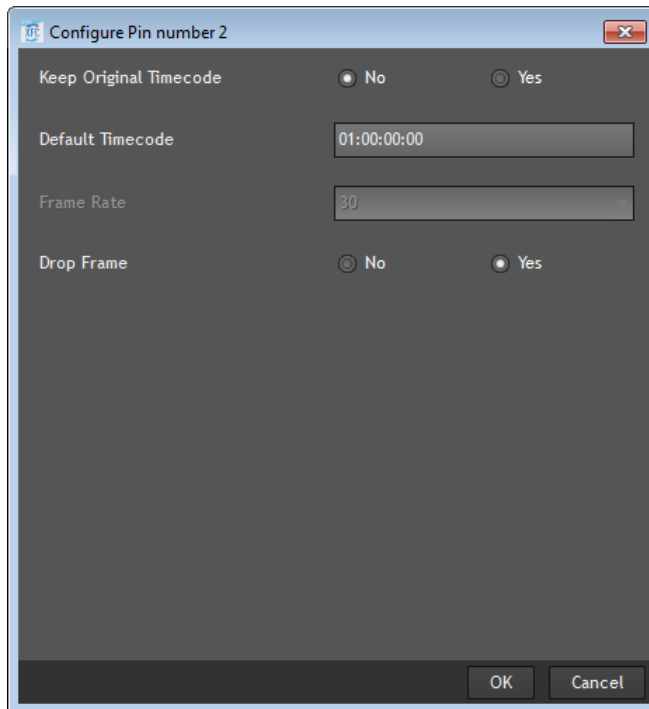 XFC Configure Pin number 2
Keep Original Timecode No Yes
Default Timecode 01:00:00:00
Frame Rate 30
Drop Frame No Yes
OK Cancel